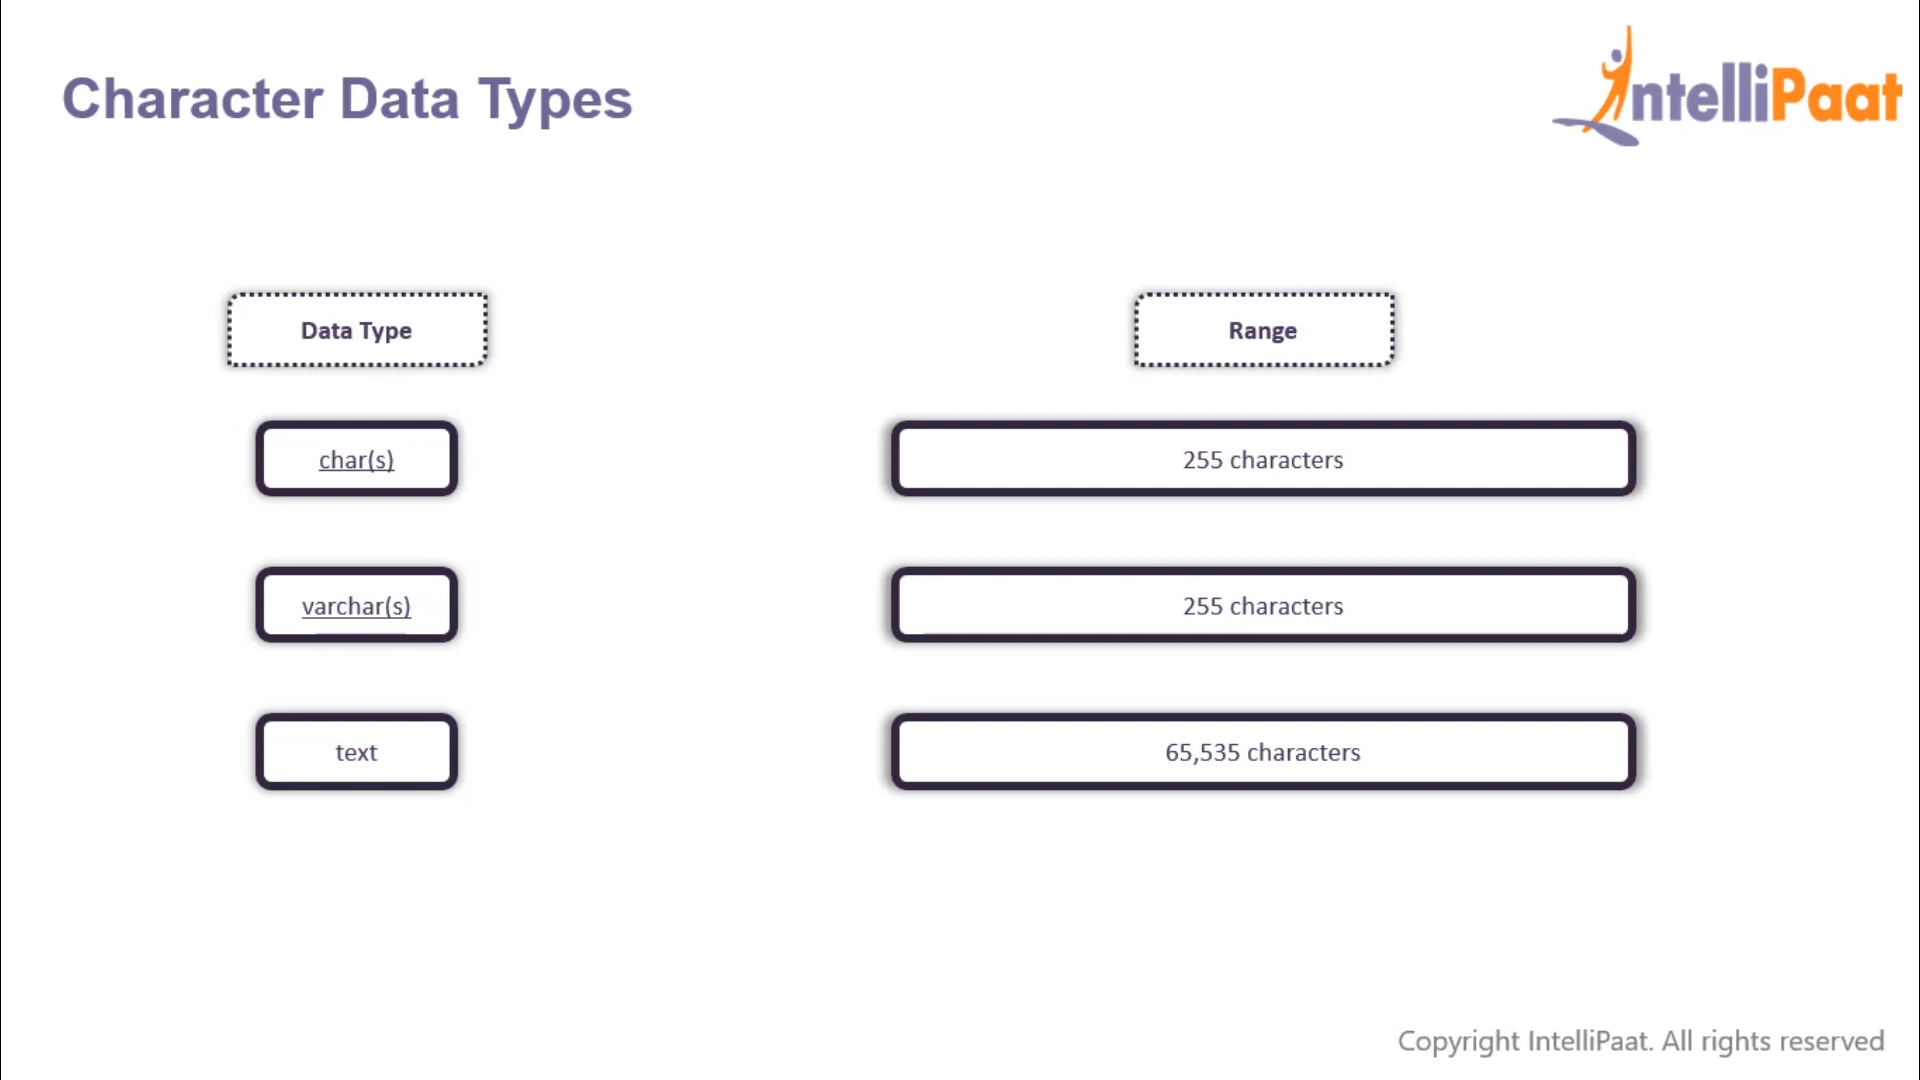 Character Data Types
IntelliPaat
Data Type
Range
char(s)
255 characters
varchar(s)
255 characters
text
65,535 characters
Copyright IntelliPaat. All rights reserved